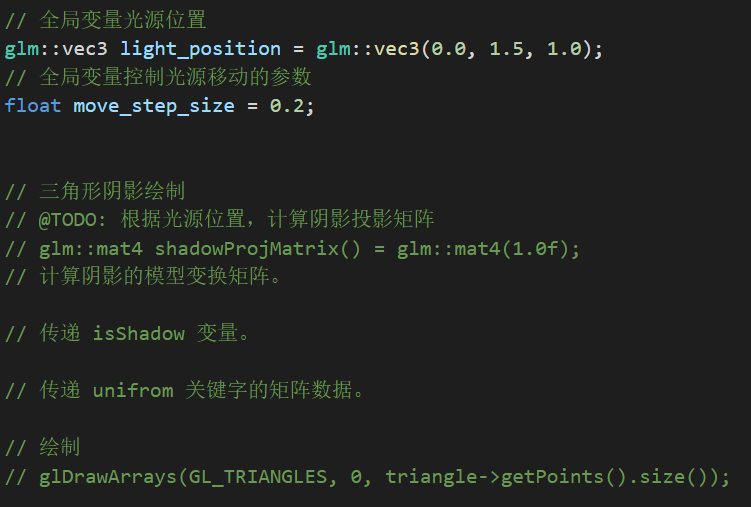 // 全局变量光源位置
glm::vec3 light_position = glm::vec3(0.0, 1.5, 1.0);
// 全局变量控制光源移动的参数
float move_step_size = 0.2;
// 三角形阴影绘制
// @TODO: 根据光源位置，计算阴影投影矩阵
// glm::mat4 shadowProjMatrix() = glm::mat4(1.0f);
// 计算阴影的模型变换矩阵。
// 传递 isShadow 变量。
// 传递 unifrom 关键字的矩阵数据。
// 绘制
// glDrawArrays(GL_TRIANGLES, 0, triangle->getPoints().size());